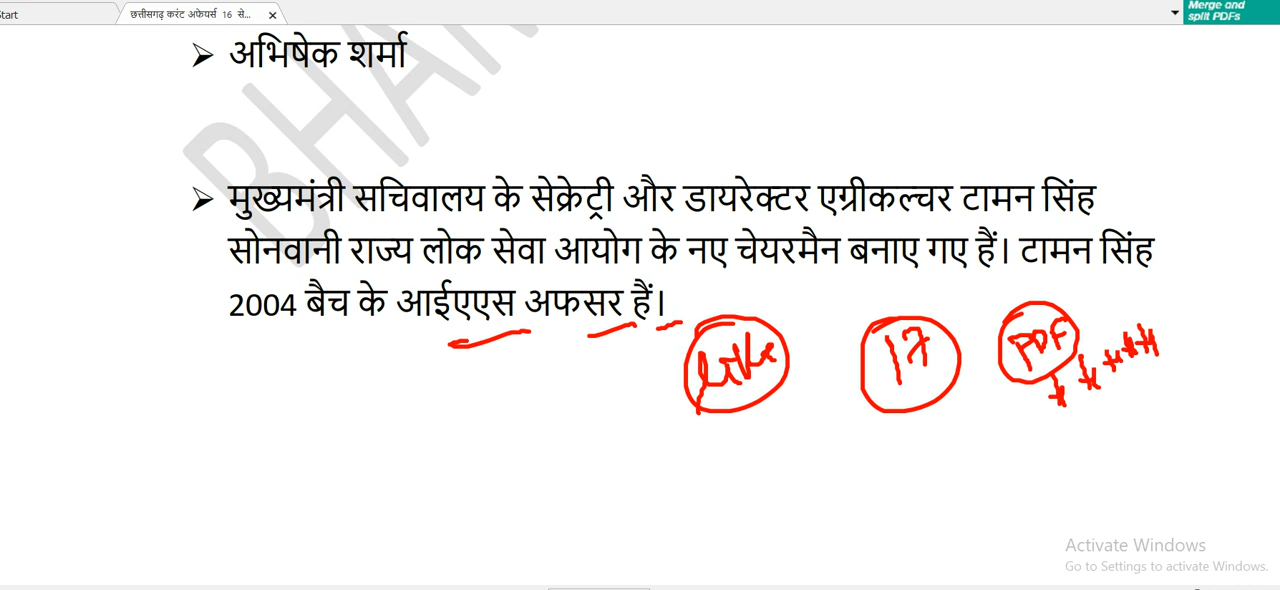 Start
छत्तीसगढ़ करंट अफेयर्स 16 से...
Merge and
split PDFs
➢ अभिषेक शर्मा
➢ मुख्यमंत्री सचिवालय के सेक्रेट्री और डायरेक्टर एग्रीकल्चर टामन सिंह
सोनवानी राज्य लोक सेवा आयोग के नए चेयरमैन बनाए गए हैं। टामन सिंह
2004 बैच के आईएएस अफसर हैं।
like
17
PDF
BHAR
Activate Windows
Go to Settings to activate Windows.